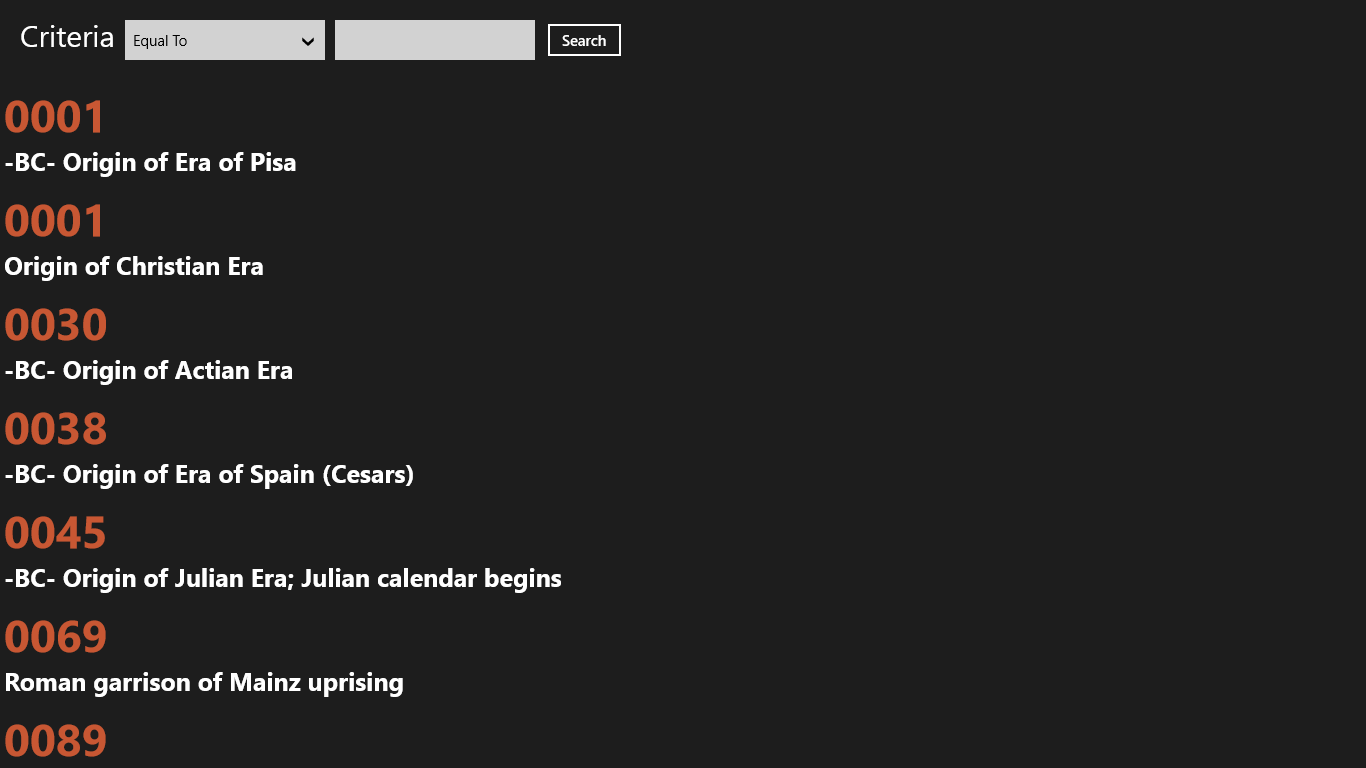 Criteria Equal To Search
0001
-BC- Origin of Era of Pisa
0001
Origin of Christian Era
0030
-BC- Origin of Actian Era
0038
-BC- Origin of Era of Spain (Cesars)
0045
-BC- Origin of Julian Era; Julian calendar begins
0069
Roman garrison of Mainz uprising
0089